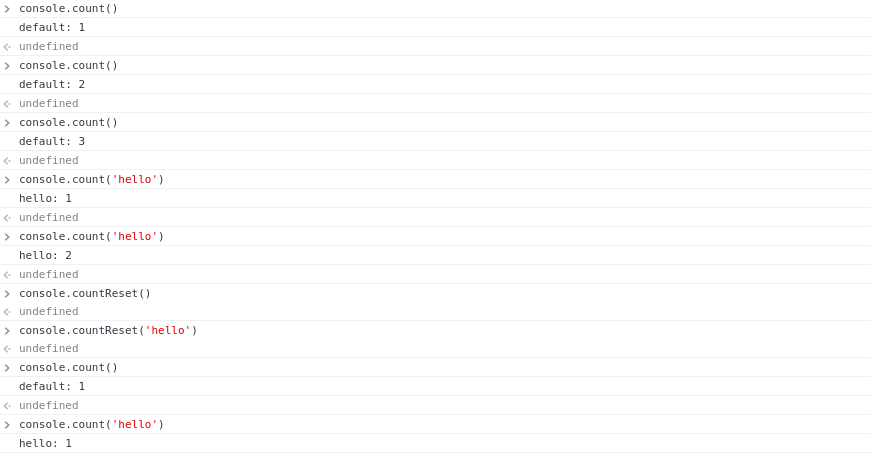 console.count()
default: 1
undefined
console.count()
default: 2
undefined
console.count()
default: 3
undefined
console.count('hello')
hello: 1
undefined
console.count('hello')
hello: 2
undefined
console.countReset()
undefined
console.countReset('hello')
undefined
console.count()
default: 1
undefined
console.count('hello')
hello: 1